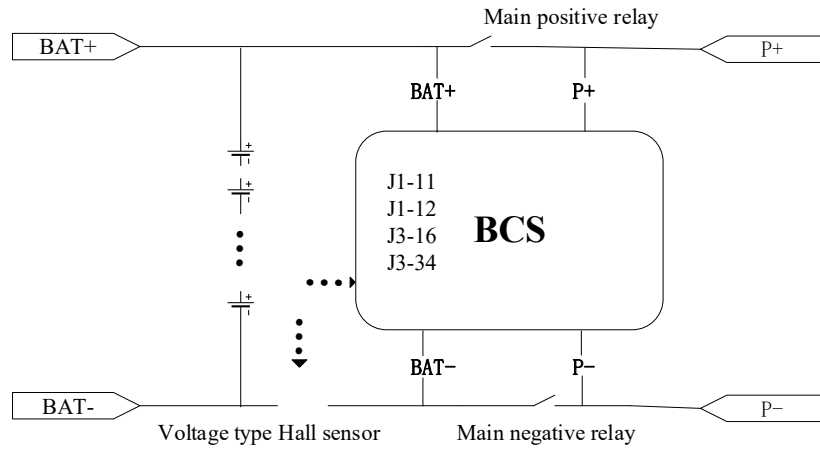 Main positive relay
BAT+
P+
BAT+
P+
J1-11
J1-12
J3-16
J3-34
BCS
BAT-
P-
BAT-
P-
Voltage type Hall sensor
Main negative relay